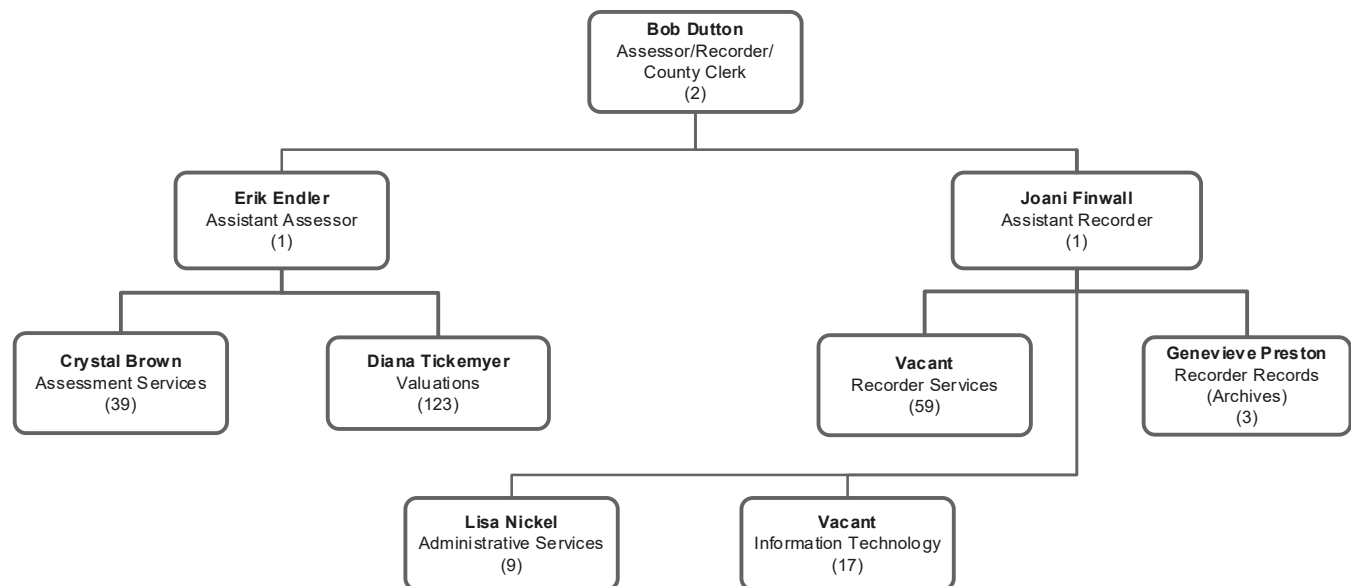 Bob Dutton
Assessor/Recorder/
County Clerk
(2)
Erik Endler
Assistant Assessor
(1)
Joani Finwall
Assistant Recorder
(1)
Crystal Brown
Assessment Services
(39)
Diana Tickemyer
Valuations
(123)
Vacant
Recorder Services
(59)
Genevieve Preston
Recorder Records
(Archives)
(3)
Lisa Nickel
Administrative Services
(9)
Vacant
Information Technology
(17)